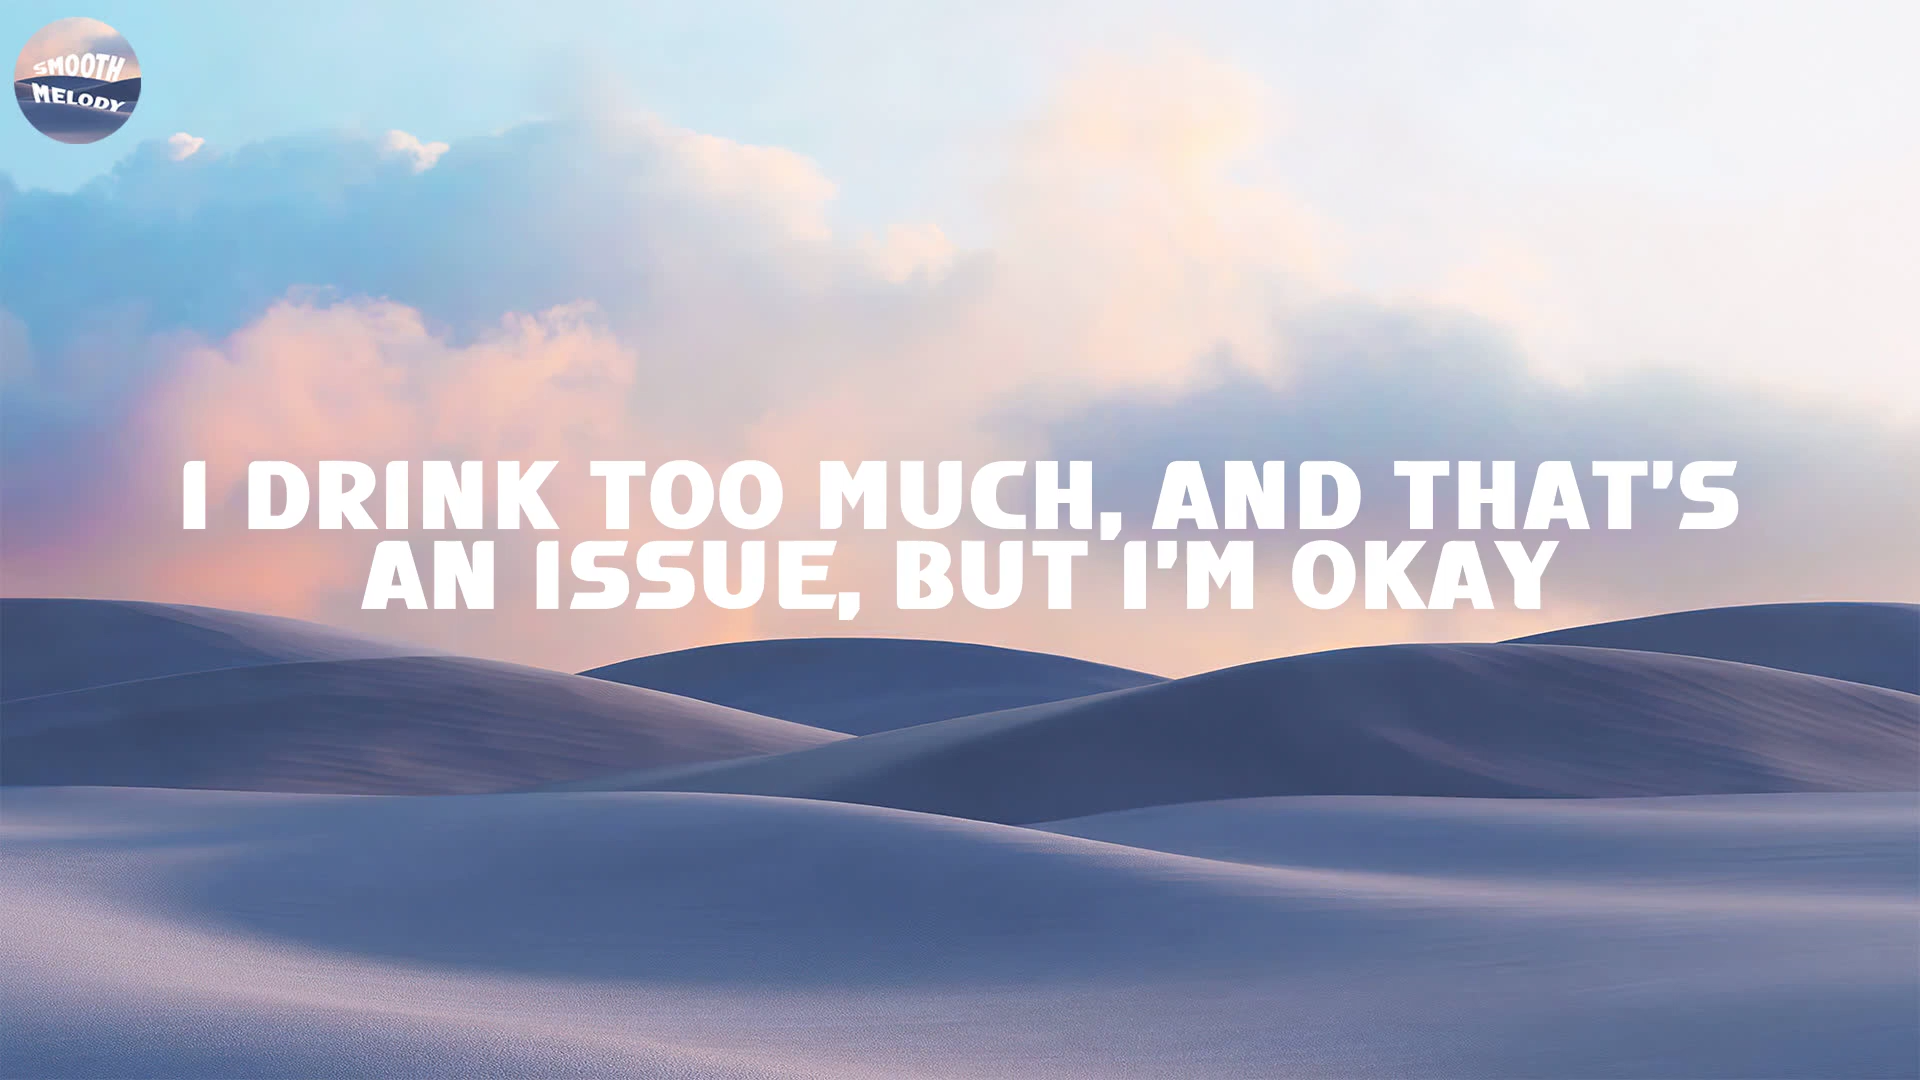 SMOOTH
MELODY
I DRINK TOO MUCH, AND THAT'S
AN ISSUE, BUT I'M OKAY